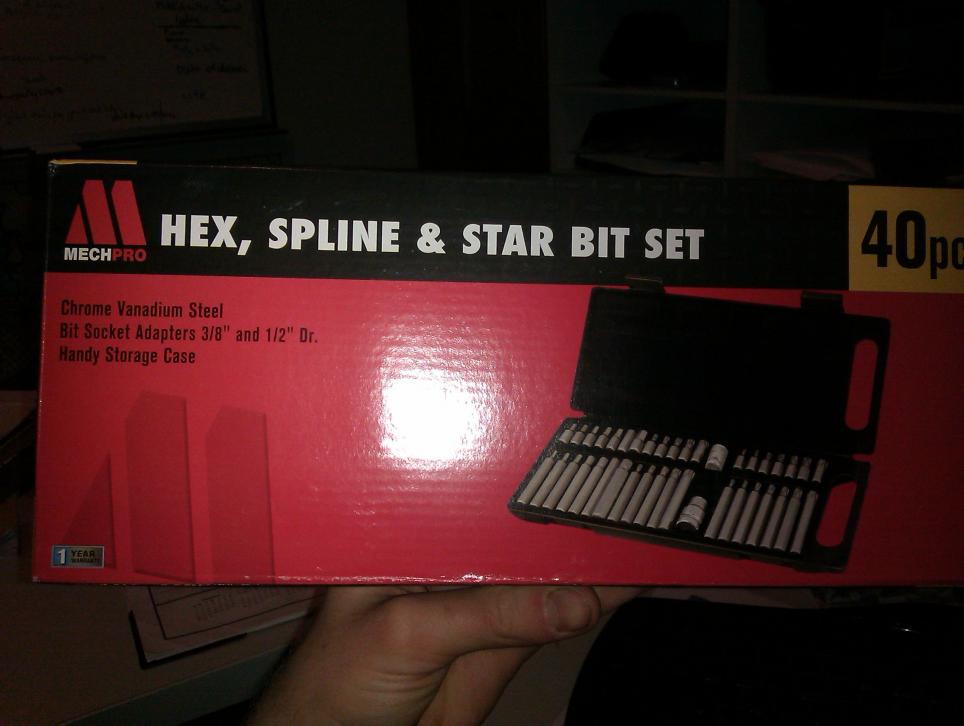 MECHPRO
HEX, SPLINE & STAR BIT SET
40pc
Chrome Vanadium Steel
Bit Socket Adapters 3/8" and 1/2" Dr.
Handy Storage Case
1 YEAR
WARRANTY